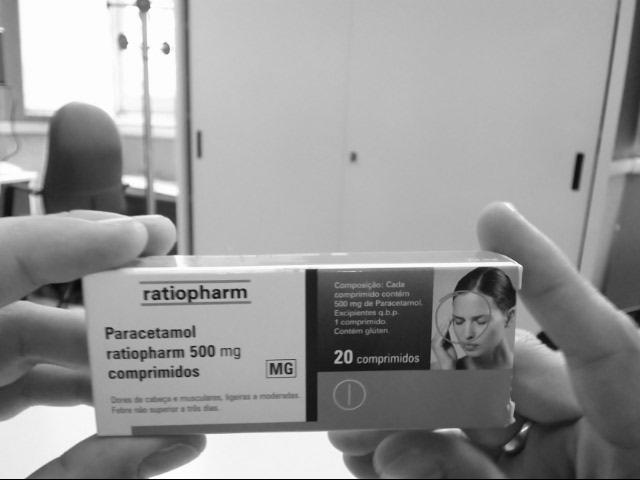 ratiopharm
Paracetamol
ratiopharm 500 mg
comprimidos
MG
Dores de cabeça e musculares, ligeiras a moderadas.
Febre não superior a três dias.
Composição: Cada
comprimido contém
500 mg de Paracetamol.
Excipientes q.b.p.
1 comprimido.
Contém glúten.
20 comprimidos